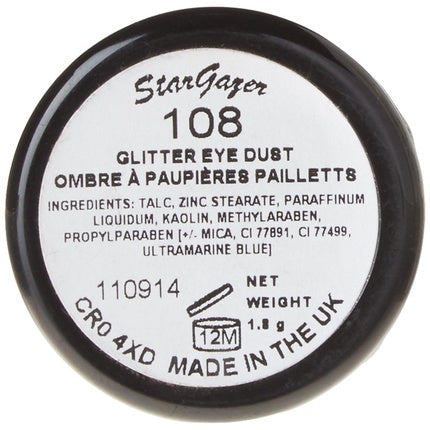 StarGazer
108
GLITTER EYE DUST
OMBRE À PAUPIÈRES PAILLETTS
INGREDIENTS: TALC, ZINC STEARATE, PARAFFINUM
LIQUIDUM, KAOLIN, METHYLARABEN,
PROPYLPARABEN [+/- MICA, CI 77891, CI 77499,
ULTRAMARINE BLUE]
110914
NET
WEIGHT
1.8 g
12M
CR0 4XD MADE IN THE UK